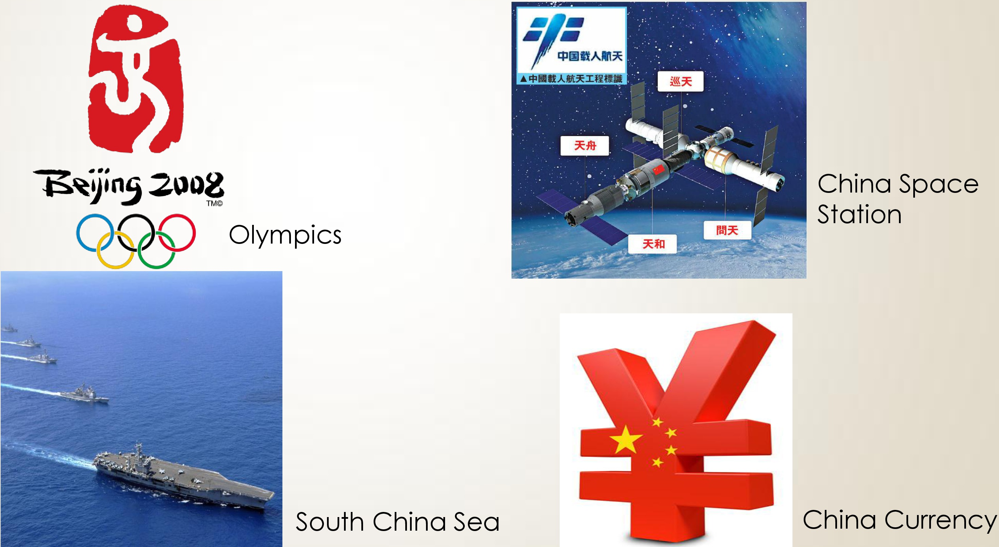 Beijing 2008
TM©
Olympics
中国载人航天
▲中國載人航天工程標識
巡天
天舟
天和
問天
China Space
Station
South China Sea
China Currency